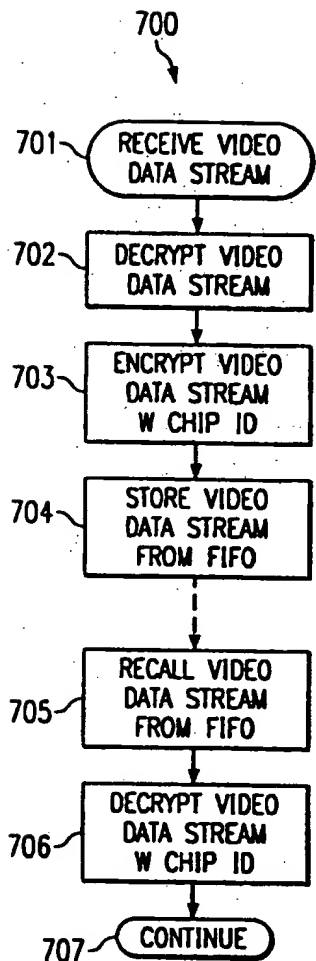 700
701
RECEIVE VIDEO
DATA STREAM
702
DECRYPT VIDEO
DATA STREAM
703
ENCRYPT VIDEO
DATA STREAM
W CHIP ID
704
STORE VIDEO
DATA STREAM
FROM FIFO
705
RECALL VIDEO
DATA STREAM
FROM FIFO
706
DECRYPT VIDEO
DATA STREAM
W CHIP ID
707
CONTINUE